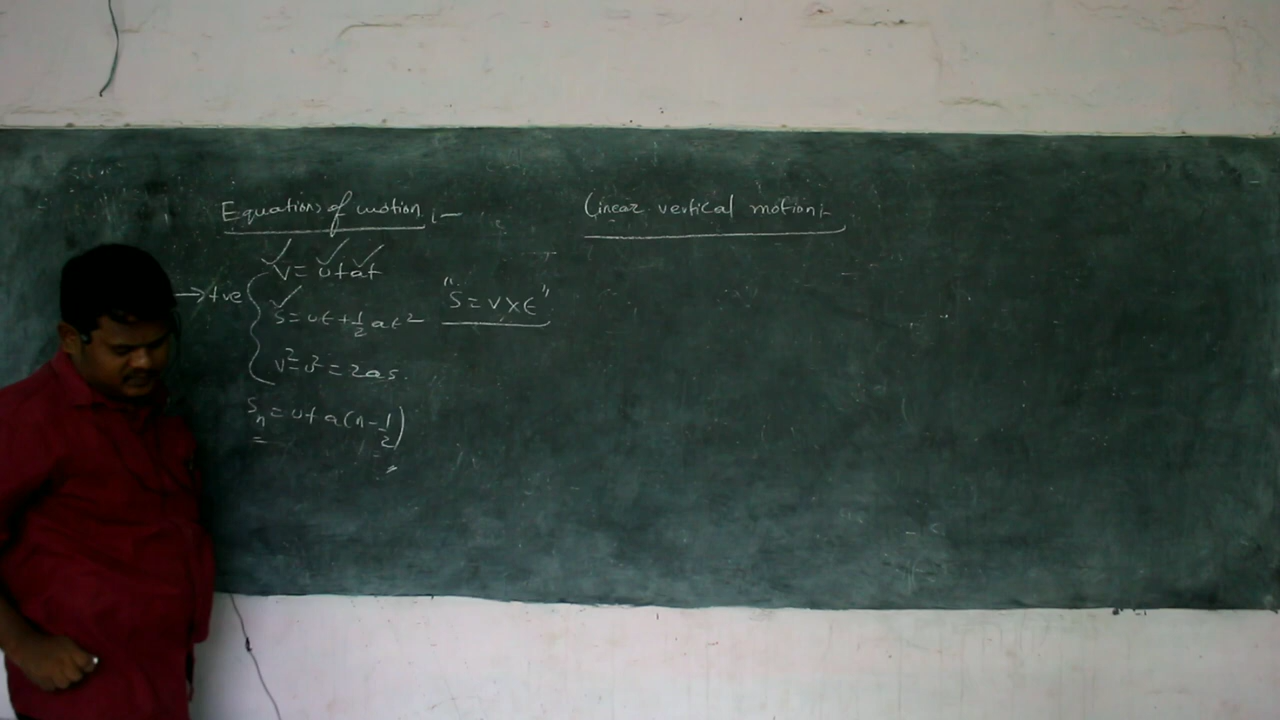 Equations of motion :-
v = u + at
→ +ve
s = ut + 1/2 at²
"s = v x t"
v² - u² = 2as.
Sn = u + a(n - 1/2)
Linear vertical motion :-